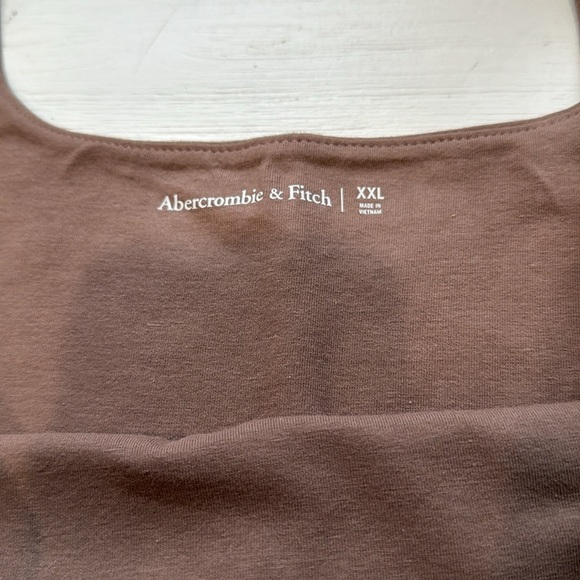 Abercrombie & Fitch | XXL
MADE IN
VIETNAM